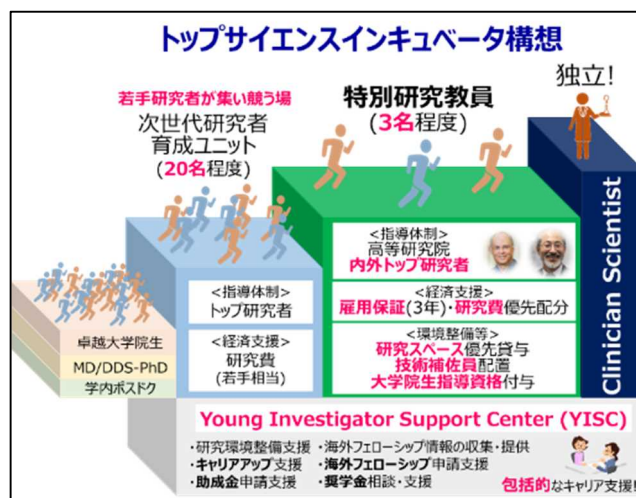 トップサイエンスインキュベータ構想
若手研究者が集い競う場
次世代研究者
育成ユニット
(20名程度)
特別研究教員
(3名程度)
独立!
<指導体制>
高等研究院
内外トップ研究者
<経済支援>
雇用保証(3年)・研究費優先配分
<環境整備等>
研究スペース優先貸与
技術補佐員配置
大学院生指導資格付与
<指導体制>
トップ研究者
<経済支援>
研究費
(若手相当)
卓越大学院生
MD/DDS-PhD
学内ポスドク
Clinician Scientist
Young Investigator Support Center (YISC)
・研究環境整備支援 ・海外フェローシップ情報の収集・提供
・キャリアアップ支援 ・海外フェローシップ申請支援
・助成金申請支援 ・奨学金相談・支援
包括的なキャリア支援!